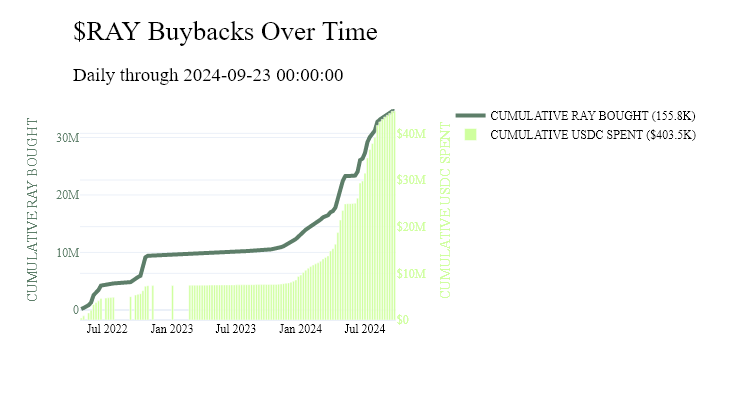 $RAY Buybacks Over Time
Daily through 2024-09-23 00:00:00
CUMULATIVE RAY BOUGHT
30M
20M
10M
0
$40M
$30M
$20M
$10M
$0
CUMULATIVE USDC SPENT
CUMULATIVE RAY BOUGHT (155.8K)
CUMULATIVE USDC SPENT ($403.5K)
Jul 2022
Jan 2023
Jul 2023
Jan 2024
Jul 2024